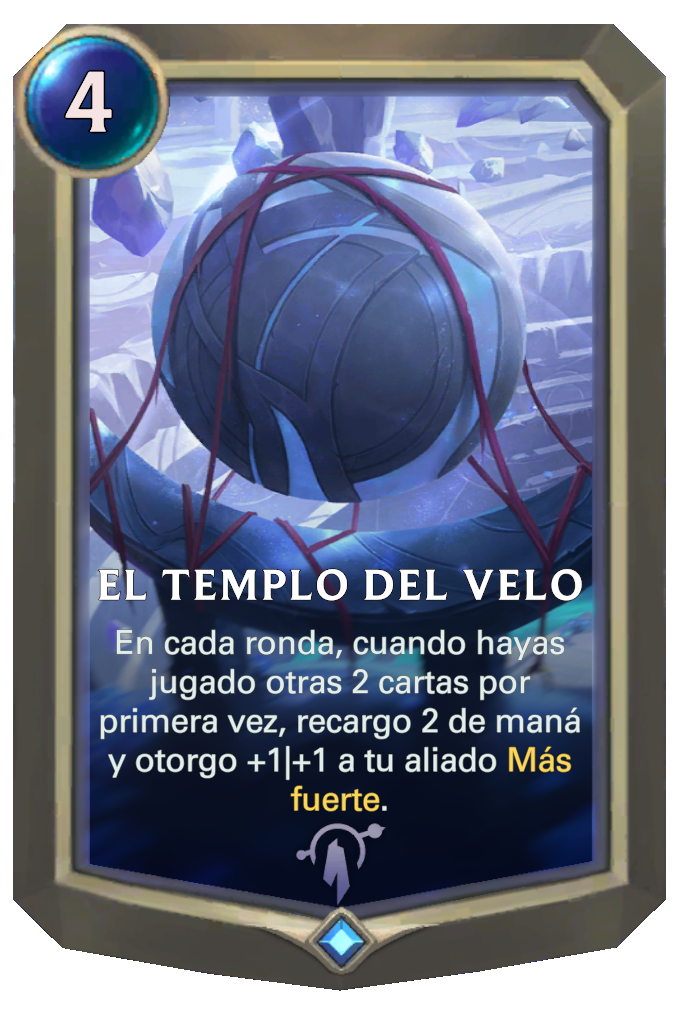 4
EL TEMPLO DEL VELO
En cada ronda, cuando hayas
jugado otras 2 cartas por
primera vez, recargo 2 de maná
y otorgo +1|+1 a tu aliado Más
fuerte.